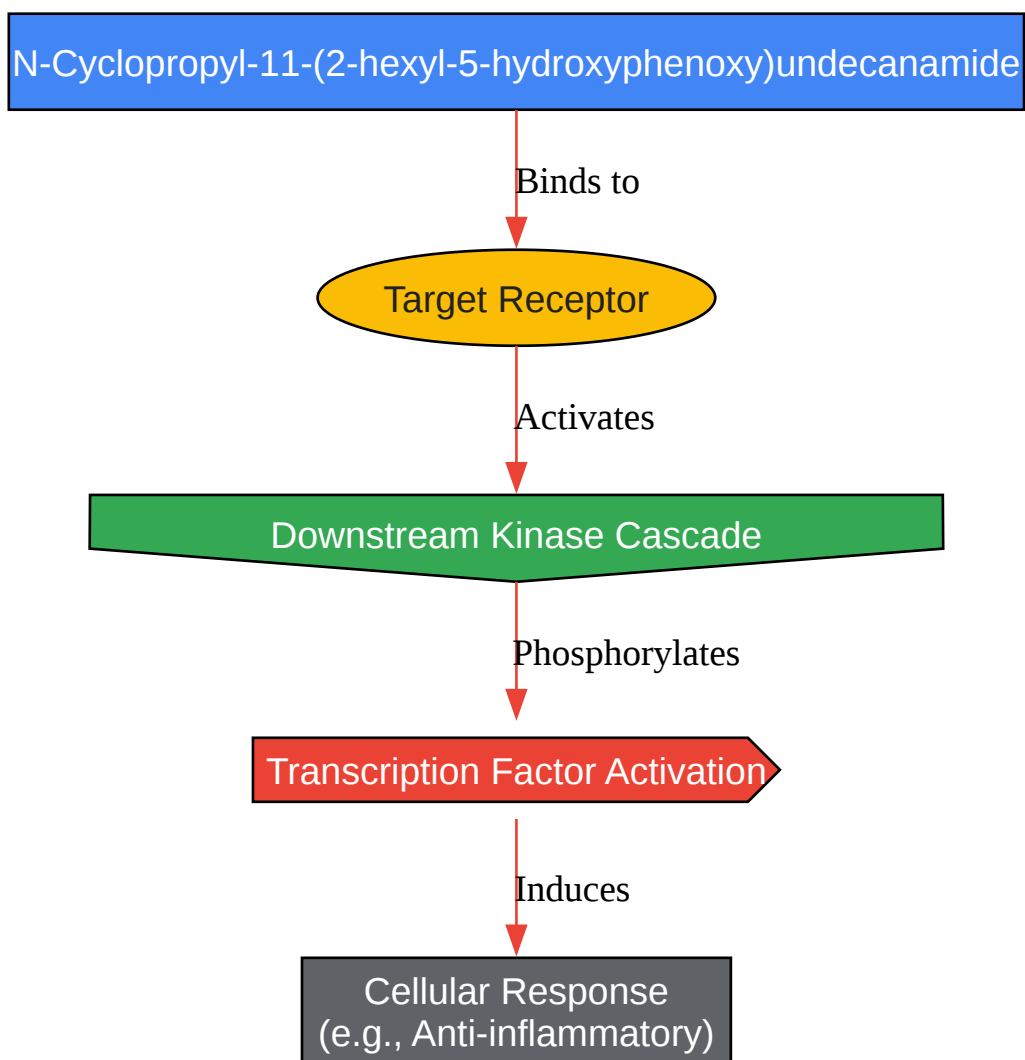 N-Cyclopropyl-11-(2-hexyl-5-hydroxyphenoxy)undecanamide
Binds to
Target Receptor
Activates
Downstream Kinase Cascade
Phosphorylates
Transcription Factor Activation
Induces
Cellular Response
(e.g., Anti-inflammatory)